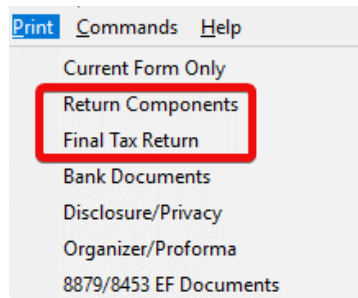 Print Commands Help
Current Form Only
Return Components
Final Tax Return
Bank Documents
Disclosure/Privacy
Organizer/Proforma
8879/8453 EF Documents